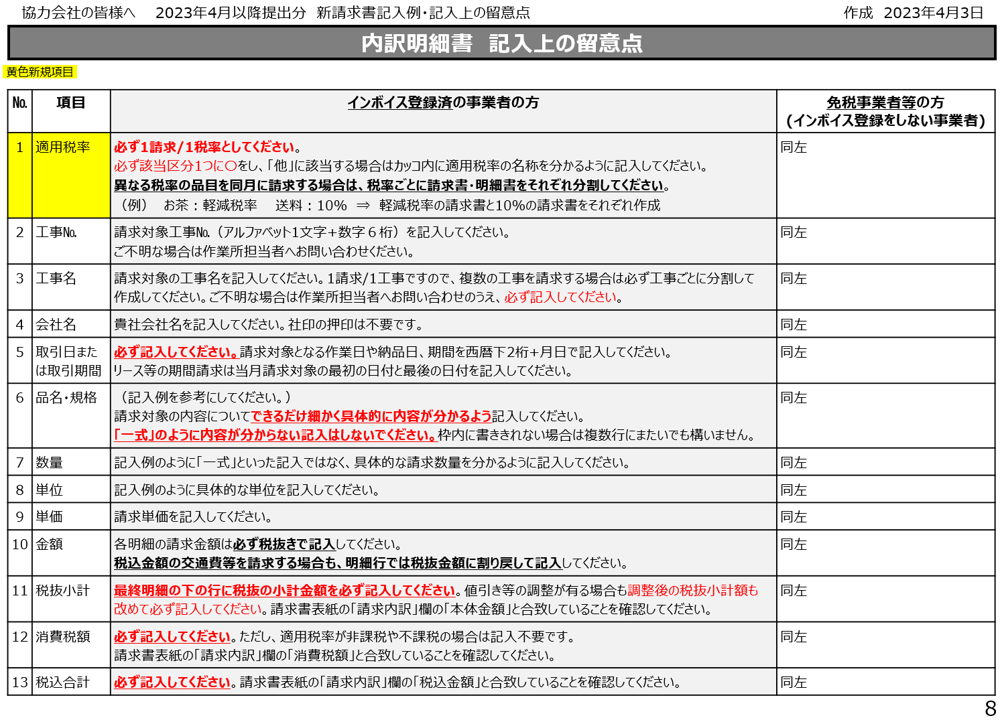 協力会社の皆様へ　2023年4月以降提出分 新請求書記入例・記入上の留意点
作成 2023年4月3日
内訳明細書 記入上の留意点
黄色新規項目
№ 項目 インボイス登録済の事業者の方 免税事業者等の方
(インボイス登録をしない事業者)
1 適用税率 必ず1請求/1税率としてください。 同左
必ず該当区分1つに〇をし、「他」に該当する場合はカッコ内に適用税率の名称を分かるように記入してください。
異なる税率の品目を同月に請求する場合は、税率ごとに請求書・明細書をそれぞれ分割してください。
（例） お茶：軽減税率　送料：10% ⇒ 軽減税率の請求書と10%の請求書をそれぞれ作成
2 工事№ 請求対象工事№（アルファベット1文字+数字６桁）を記入してください。 同左
ご不明な場合は作業所担当者へお問い合わせください。
3 工事名 請求対象の工事名を記入してください。1請求/1工事ですので、複数の工事を請求する場合は必ず工事ごとに分割して 同左
作成してください。ご不明な場合は作業所担当者へお問い合わせのうえ、必ず記入してください。
4 会社名 貴社会社名を記入してください。社印の押印は不要です。 同左
5 取引日また 必ず記入してください。請求対象となる作業日や納品日、期間を西暦下2桁+月日で記入してください。 同左
は取引期間 リース等の期間請求は当月請求対象の最初の日付と最後の日付を記入してください。
6 品名・規格 （記入例を参考にしてください。） 同左
請求対象の内容についてできるだけ細かく具体的に内容が分かるよう記入してください。
「一式」のように内容が分からない記入はしないでください。枠内に書ききれない場合は複数行にまたいでも構いません。
7 数量 記入例のように「一式」といった記入ではなく、具体的な請求数量を分かるように記入してください。 同左
8 単位 記入例のように具体的な単位を記入してください。 同左
9 単価 請求単価を記入してください。 同左
10 金額 各明細の請求金額は必ず税抜きで記入してください。 同左
税込金額の交通費等を請求する場合も、明細行では税抜金額に割り戻して記入してください。
11 税抜小計 最終明細の下の行に税抜の小計金額を必ず記入してください。値引き等の調整が有る場合も調整後の税抜小計額も 同左
改めて必ず記入してください。請求書表紙の「請求内訳」欄の「本体金額」と合致していることを確認してください。
12 消費税額 必ず記入してください。ただし、適用税率が非課税や不課税の場合は記入不要です。 同左
請求書表紙の「請求内訳」欄の「消費税額」と合致していることを確認してください。
13 税込合計 必ず記入してください。請求書表紙の「請求内訳」欄の「税込金額」と合致していることを確認してください。 同左
8